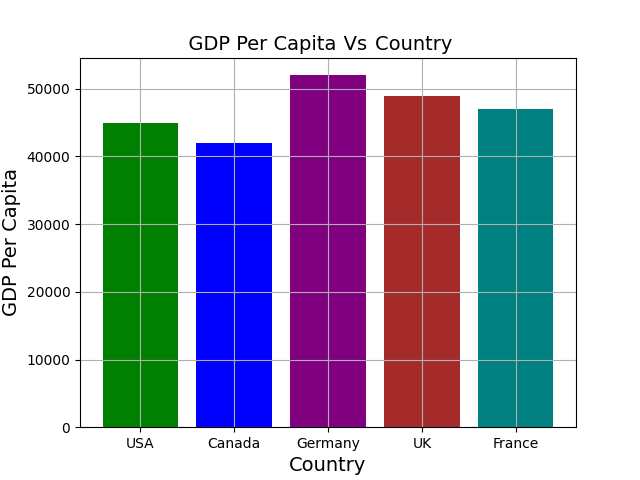 GDP Per Capita Vs Country
GDP Per Capita
50000
40000
30000
20000
10000
0
USA Canada Germany UK France
Country